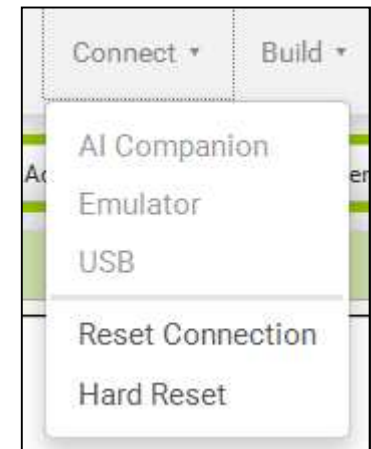 Connect ▾ Build ▾
AI Companion
Emulator
USB
Reset Connection
Hard Reset